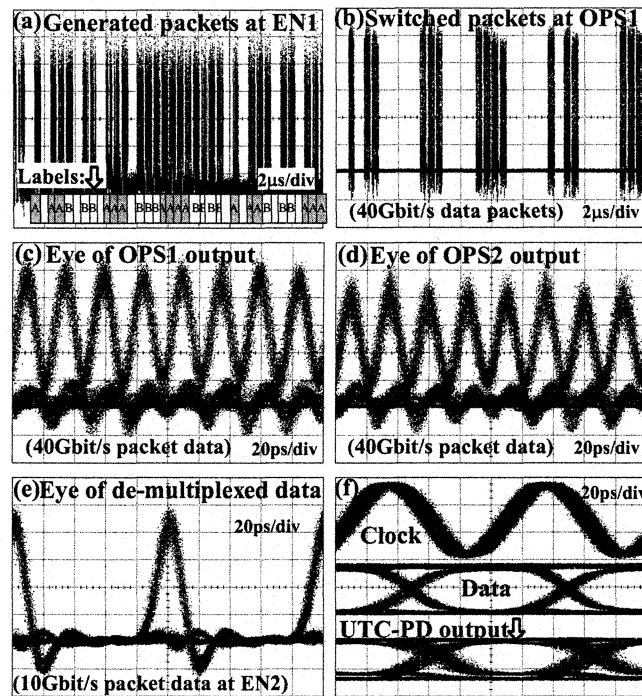 (a) Generated packets at EN1
Labels:
2μs/div
(b) Switched packets at OPS1
(40Gbit/s data packets) 2μs/div
(c) Eye of OPS1 output
(40Gbit/s packet data) 20ps/div
(d) Eye of OPS2 output
(40Gbit/s packet data) 20ps/div
(e) Eye of de-multiplexed data
20ps/div
(10Gbit/s packet data at EN2)
(f) 20ps/div
Clock
Data
UTC-PD output